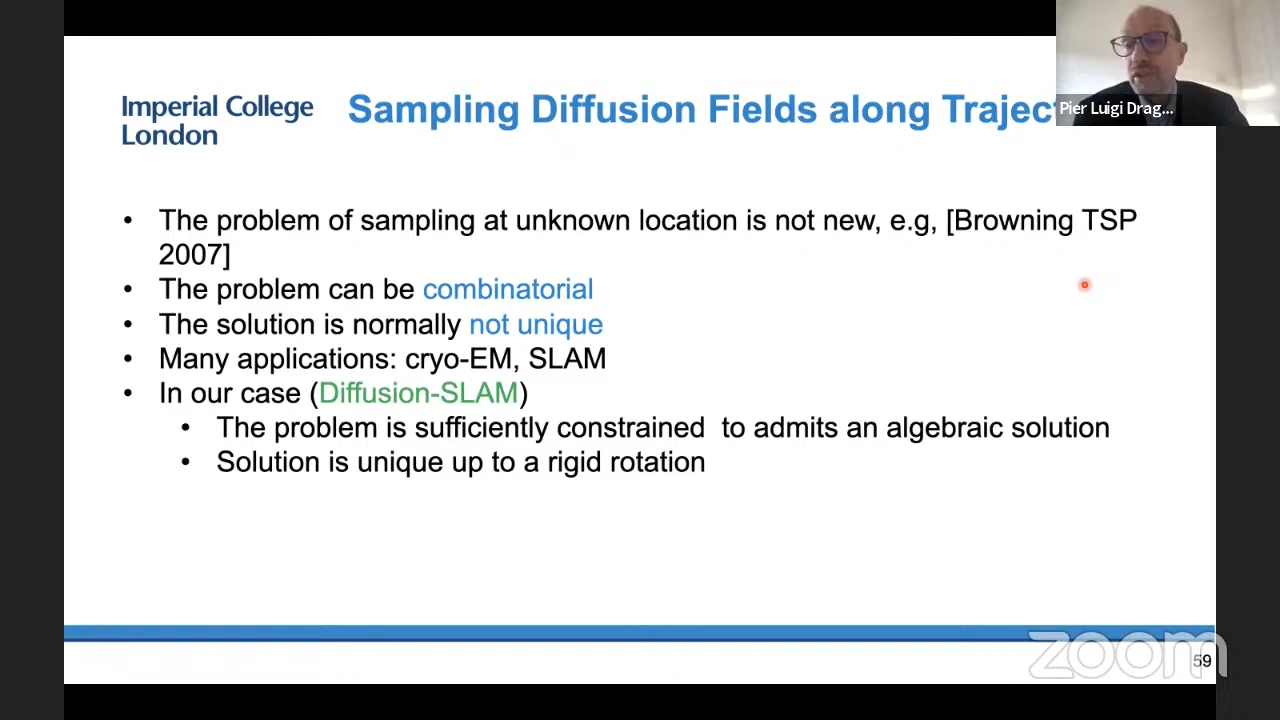 Imperial College
London
Sampling Diffusion Fields along Traject
Pier Luigi Drag...
• The problem of sampling at unknown location is not new, e.g, [Browning TSP
2007]
• The problem can be combinatorial
• The solution is normally not unique
• Many applications: cryo-EM, SLAM
• In our case (Diffusion-SLAM)
• The problem is sufficiently constrained to admits an algebraic solution
• Solution is unique up to a rigid rotation
zoom
59